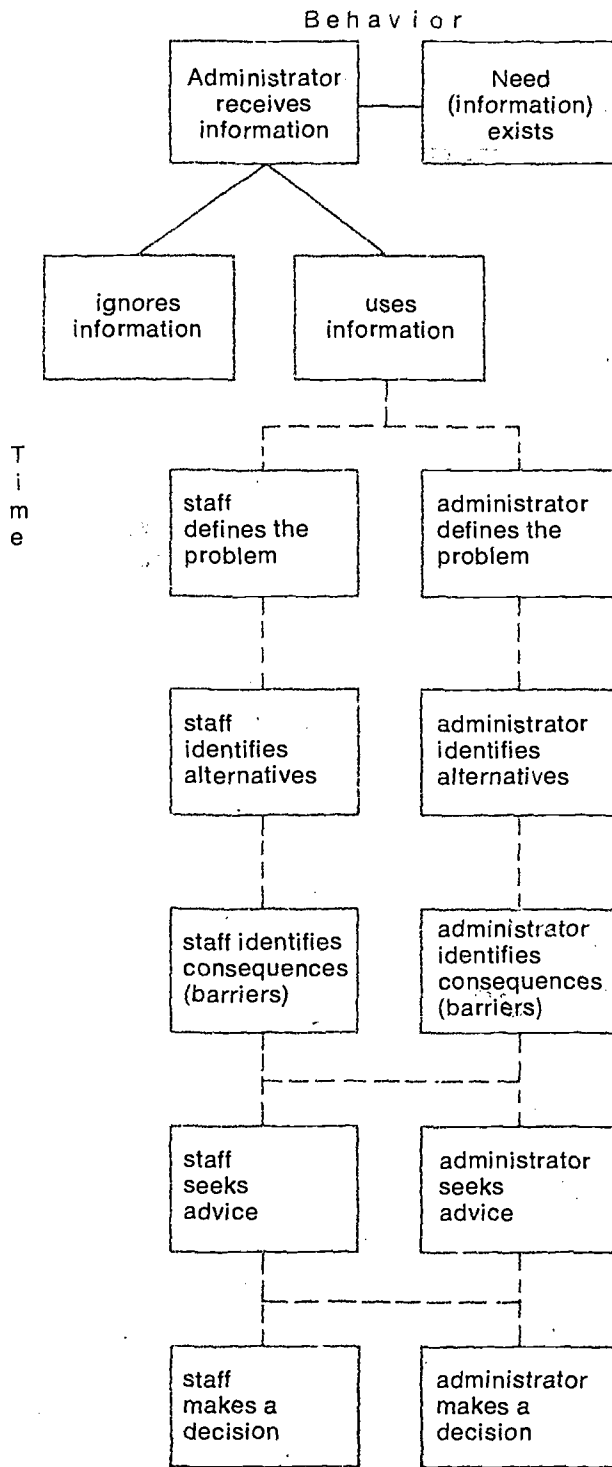 Behavior
Administrator
receives
information
Need
(information)
exists
ignores
information
uses
information
Time
staff
defines the
problem
administrator
defines the
problem
staff
identifies
alternatives
administrator
identifies
alternatives
staff identifies
consequences
(barriers)
administrator
identifies
consequences
(barriers)
staff
seeks
advice
administrator
seeks
advice
staff
makes a
decision
administrator
makes a
decision